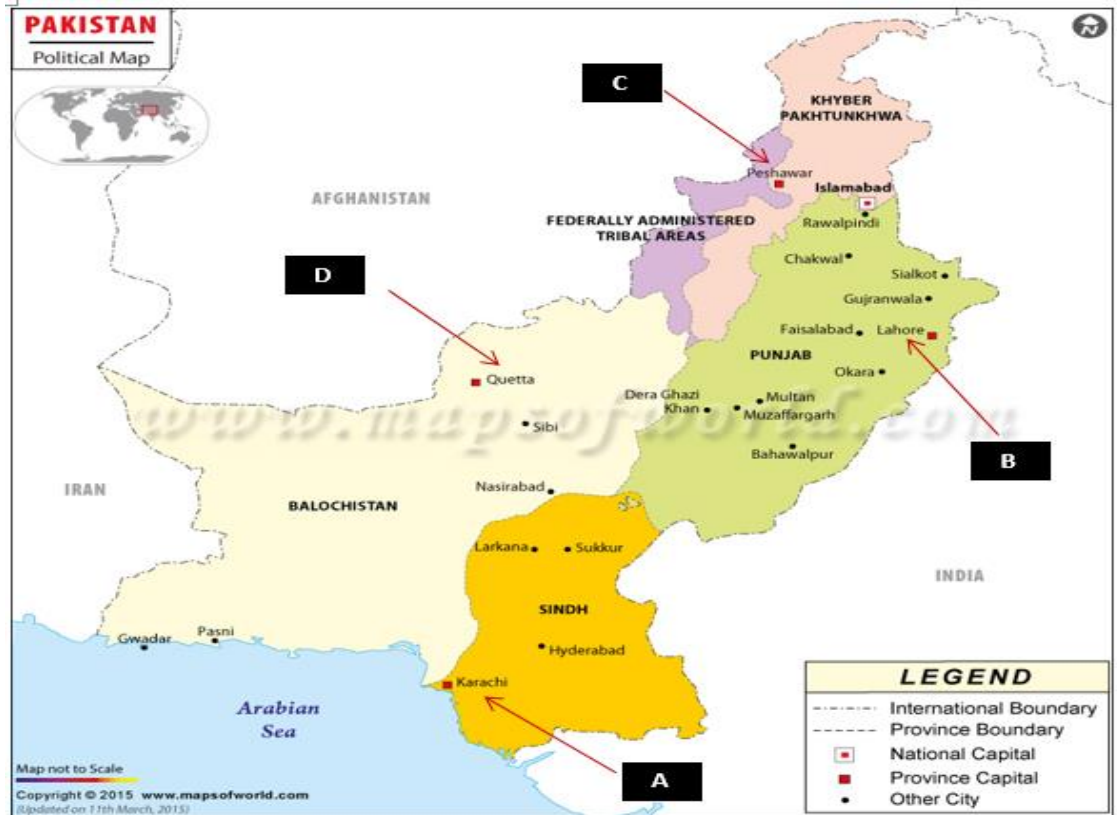 PAKISTAN
Political Map
C
KHYBER
PAKHTUNKHWA
Peshawar
Islamabad
AFGHANISTAN
FEDERALLY ADMINISTERED
TRIBAL AREAS
Rawalpindi
D
Chakwal
Sialkot
Gujranwala
Faisalabad
Lahore
PUNJAB
Quetta
Okara
Dera Ghazi
Khan
Multan
Muzaffargarh
www.mapsofworld.com
Sibi
Bahawalpur
B
Nasirabad
IRAN
BALOCHISTAN
Larkana
Sukkur
INDIA
SINDH
Gwadar
Pasni
Hyderabad
Karachi
Arabian
Sea
A
LEGEND
International Boundary
Province Boundary
National Capital
Province Capital
Other City
Map not to Scale
Copyright © 2015 www.mapsofworld.com
(Updated on 11th March, 2015)
N